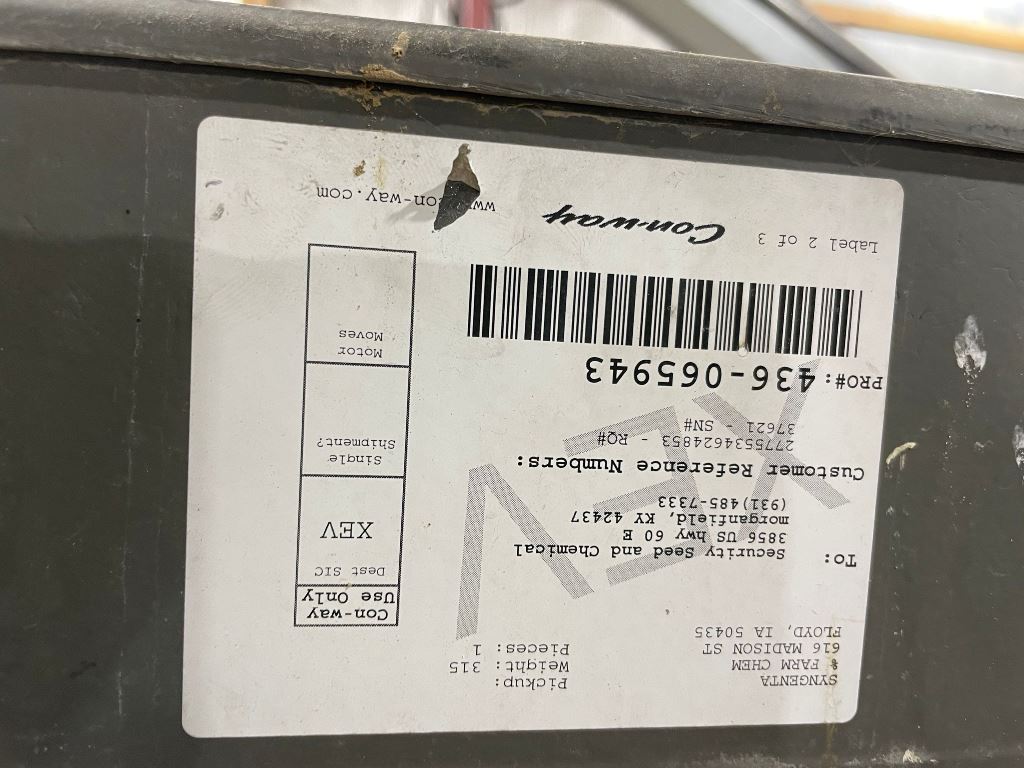 SYNGENTA
% FARM CHEM
616 MADISON ST
FLOYD, IA 50435
Pickup:
Weight: 315
Pieces: 1
TO:
Security Seed and Chemical
3856 US hwy 60 E
morganfield, KY 42437
(931)485-7333
Customer Reference Numbers:
2775534624853 - RQ#
37621 - SN#
XEV
PRO#: 436-065943
Label 2 of 3
Con-way
www.con-way.com
Con-way
Use Only
Dest SIC
XEV
Single
Shipment?
Motor
Moves